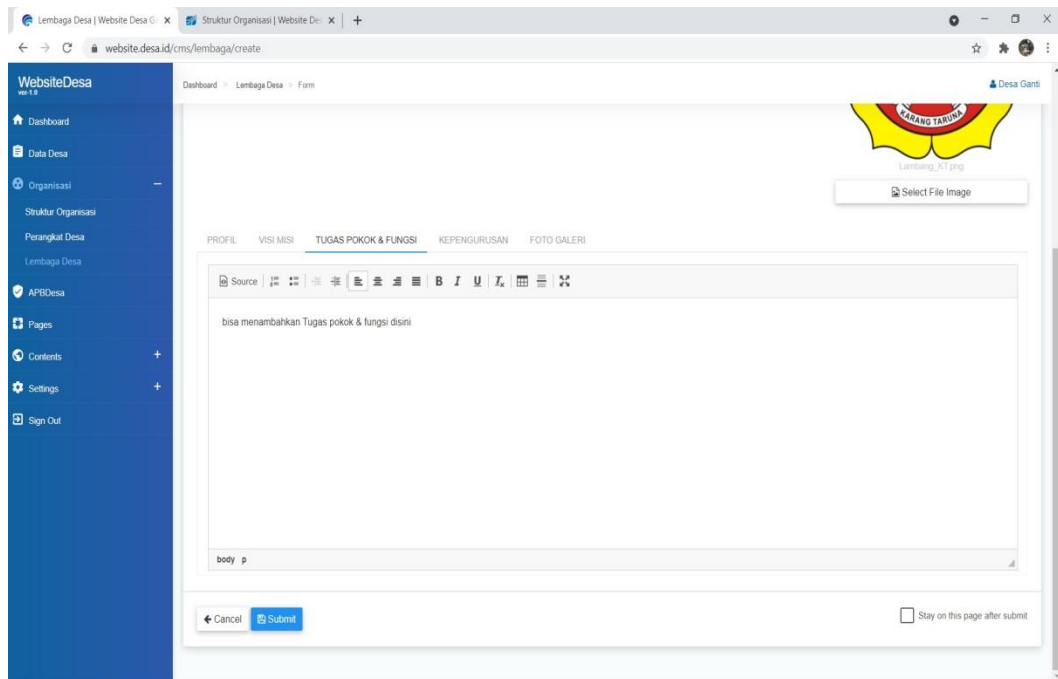 Lembaga Desa | Website Desa G
Struktur Organisasi | Website De
website.desa.id/cms/lembaga/create
WebsiteDesa
ver-1.0
Dashboard > Lembaga Desa > Form
Desa Ganti
Dashboard
Data Desa
Organisasi
Struktur Organisasi
Perangkat Desa
Lembaga Desa
APBDesa
Pages
Contents
Settings
Sign Out
KARANG TARUNA
Lambang_KT.png
Select File Image
PROFIL VISI MISI TUGAS POKOK & FUNGSI KEPENGURUSAN FOTO GALERI
Source B I U Tx
bisa menambahkan Tugas pokok & fungsi disini
body p
Cancel Submit
Stay on this page after submit